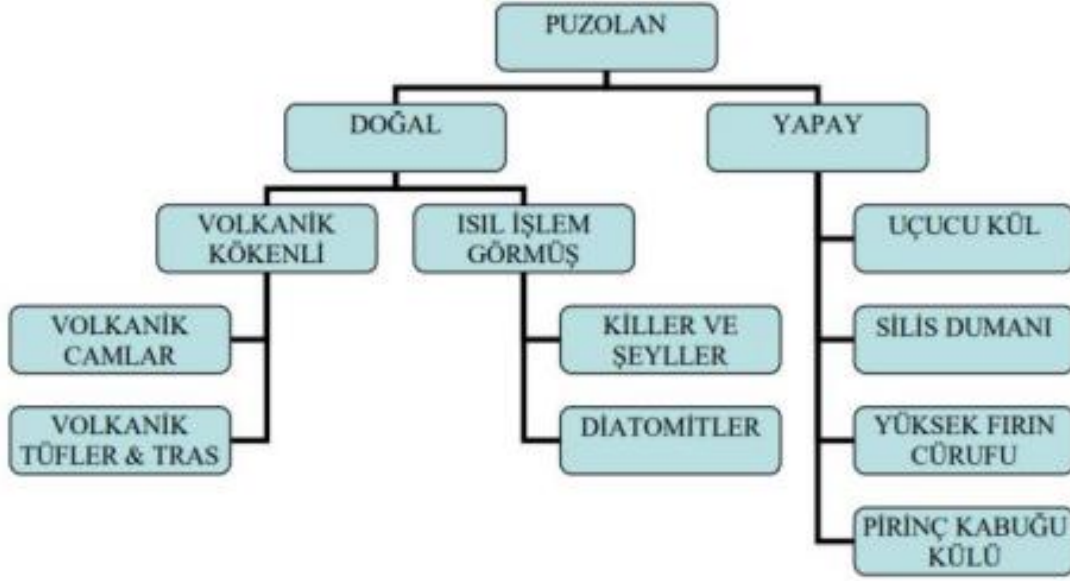 PUZOLAN
DOĞAL
YAPAY
VOLKANİK
KÖKENLİ
ISIL İŞLEM
GÖRMÜŞ
UÇUCU KÜL
VOLKANİK
CAMLAR
KİLLER VE
ŞEYLLER
SİLİS DUMANI
VOLKANİK
TÜFLER & TRAS
DİATOMİTLER
YÜKSEK FIRIN
CÜRUFU
PİRİNÇ KABUĞU
KÜLÜ